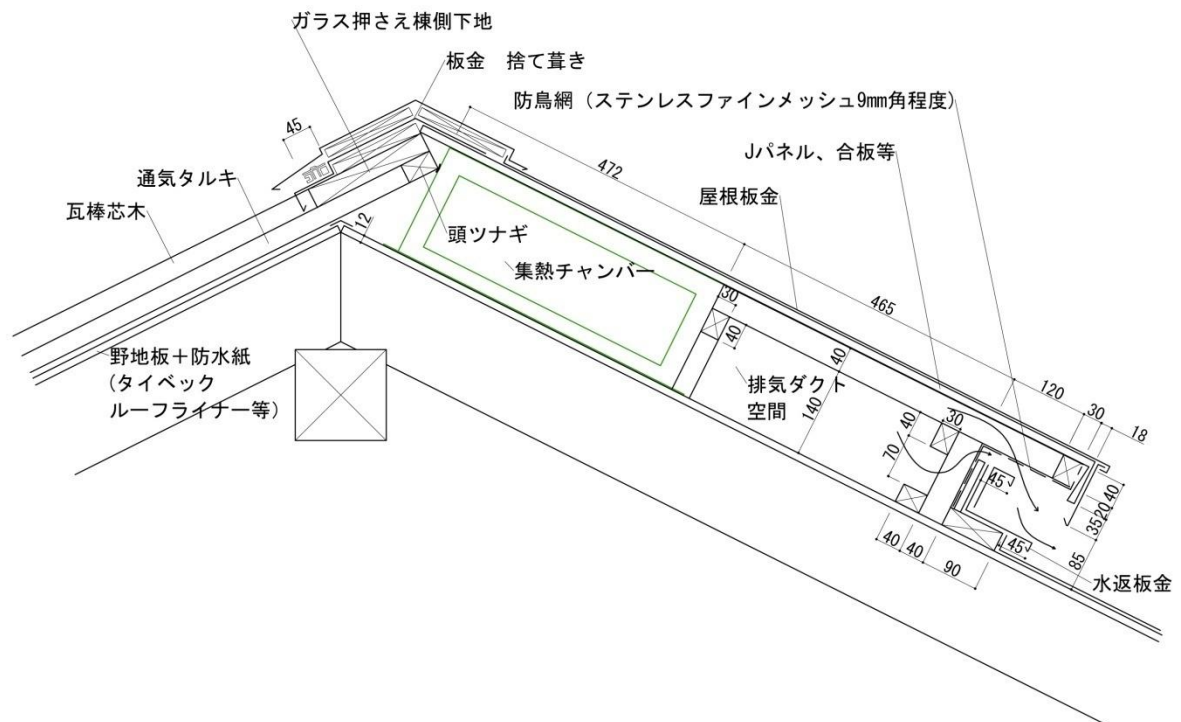 ガラス押さえ棟側下地
板金　捨て葺き
防鳥網（ステンレスファインメッシュ9mm角程度）
45
472
Jパネル、合板等
通気タルキ
屋根板金
瓦棒芯木
12
頭ツナギ
集熱チャンバー
30
465
40
野地板＋防水紙
（タイベック
ルーフライナー等）
排気ダクト
空間
40
140
120
30
18
40
30
70
45
40
20
35
45
85
40
40
90
水返板金